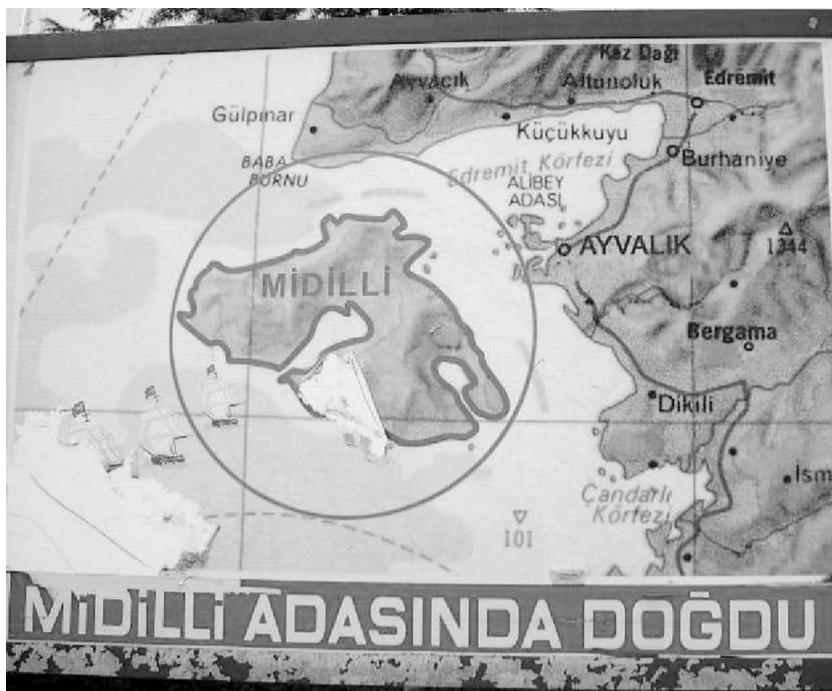 Kaz Dağı
Ayvacık
Altunoluk
Edremit
Gülpınar
Küçükkuyu
BABA
BURNU
Edremit Körfezi
Burhaniye
ALİBEY
ADASI
AYVALIK
1344
MİDİLLİ
Bergama
Dikili
İsm
Çandarlı
Körfezi
101
MİDİLLİ ADASINDA DOĞDU